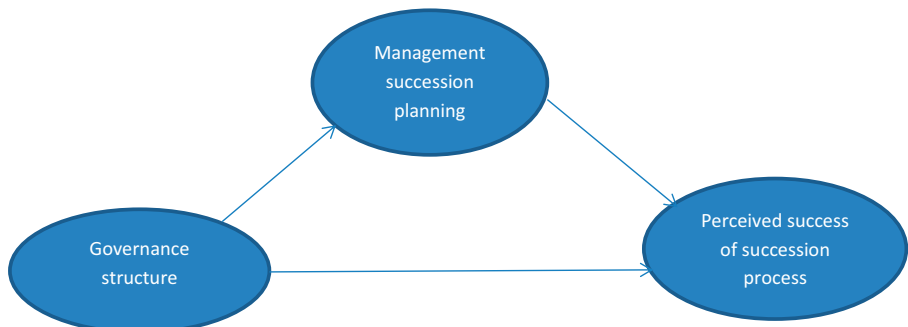 Management
succession
planning
Governance
structure
Perceived success
of succession
process